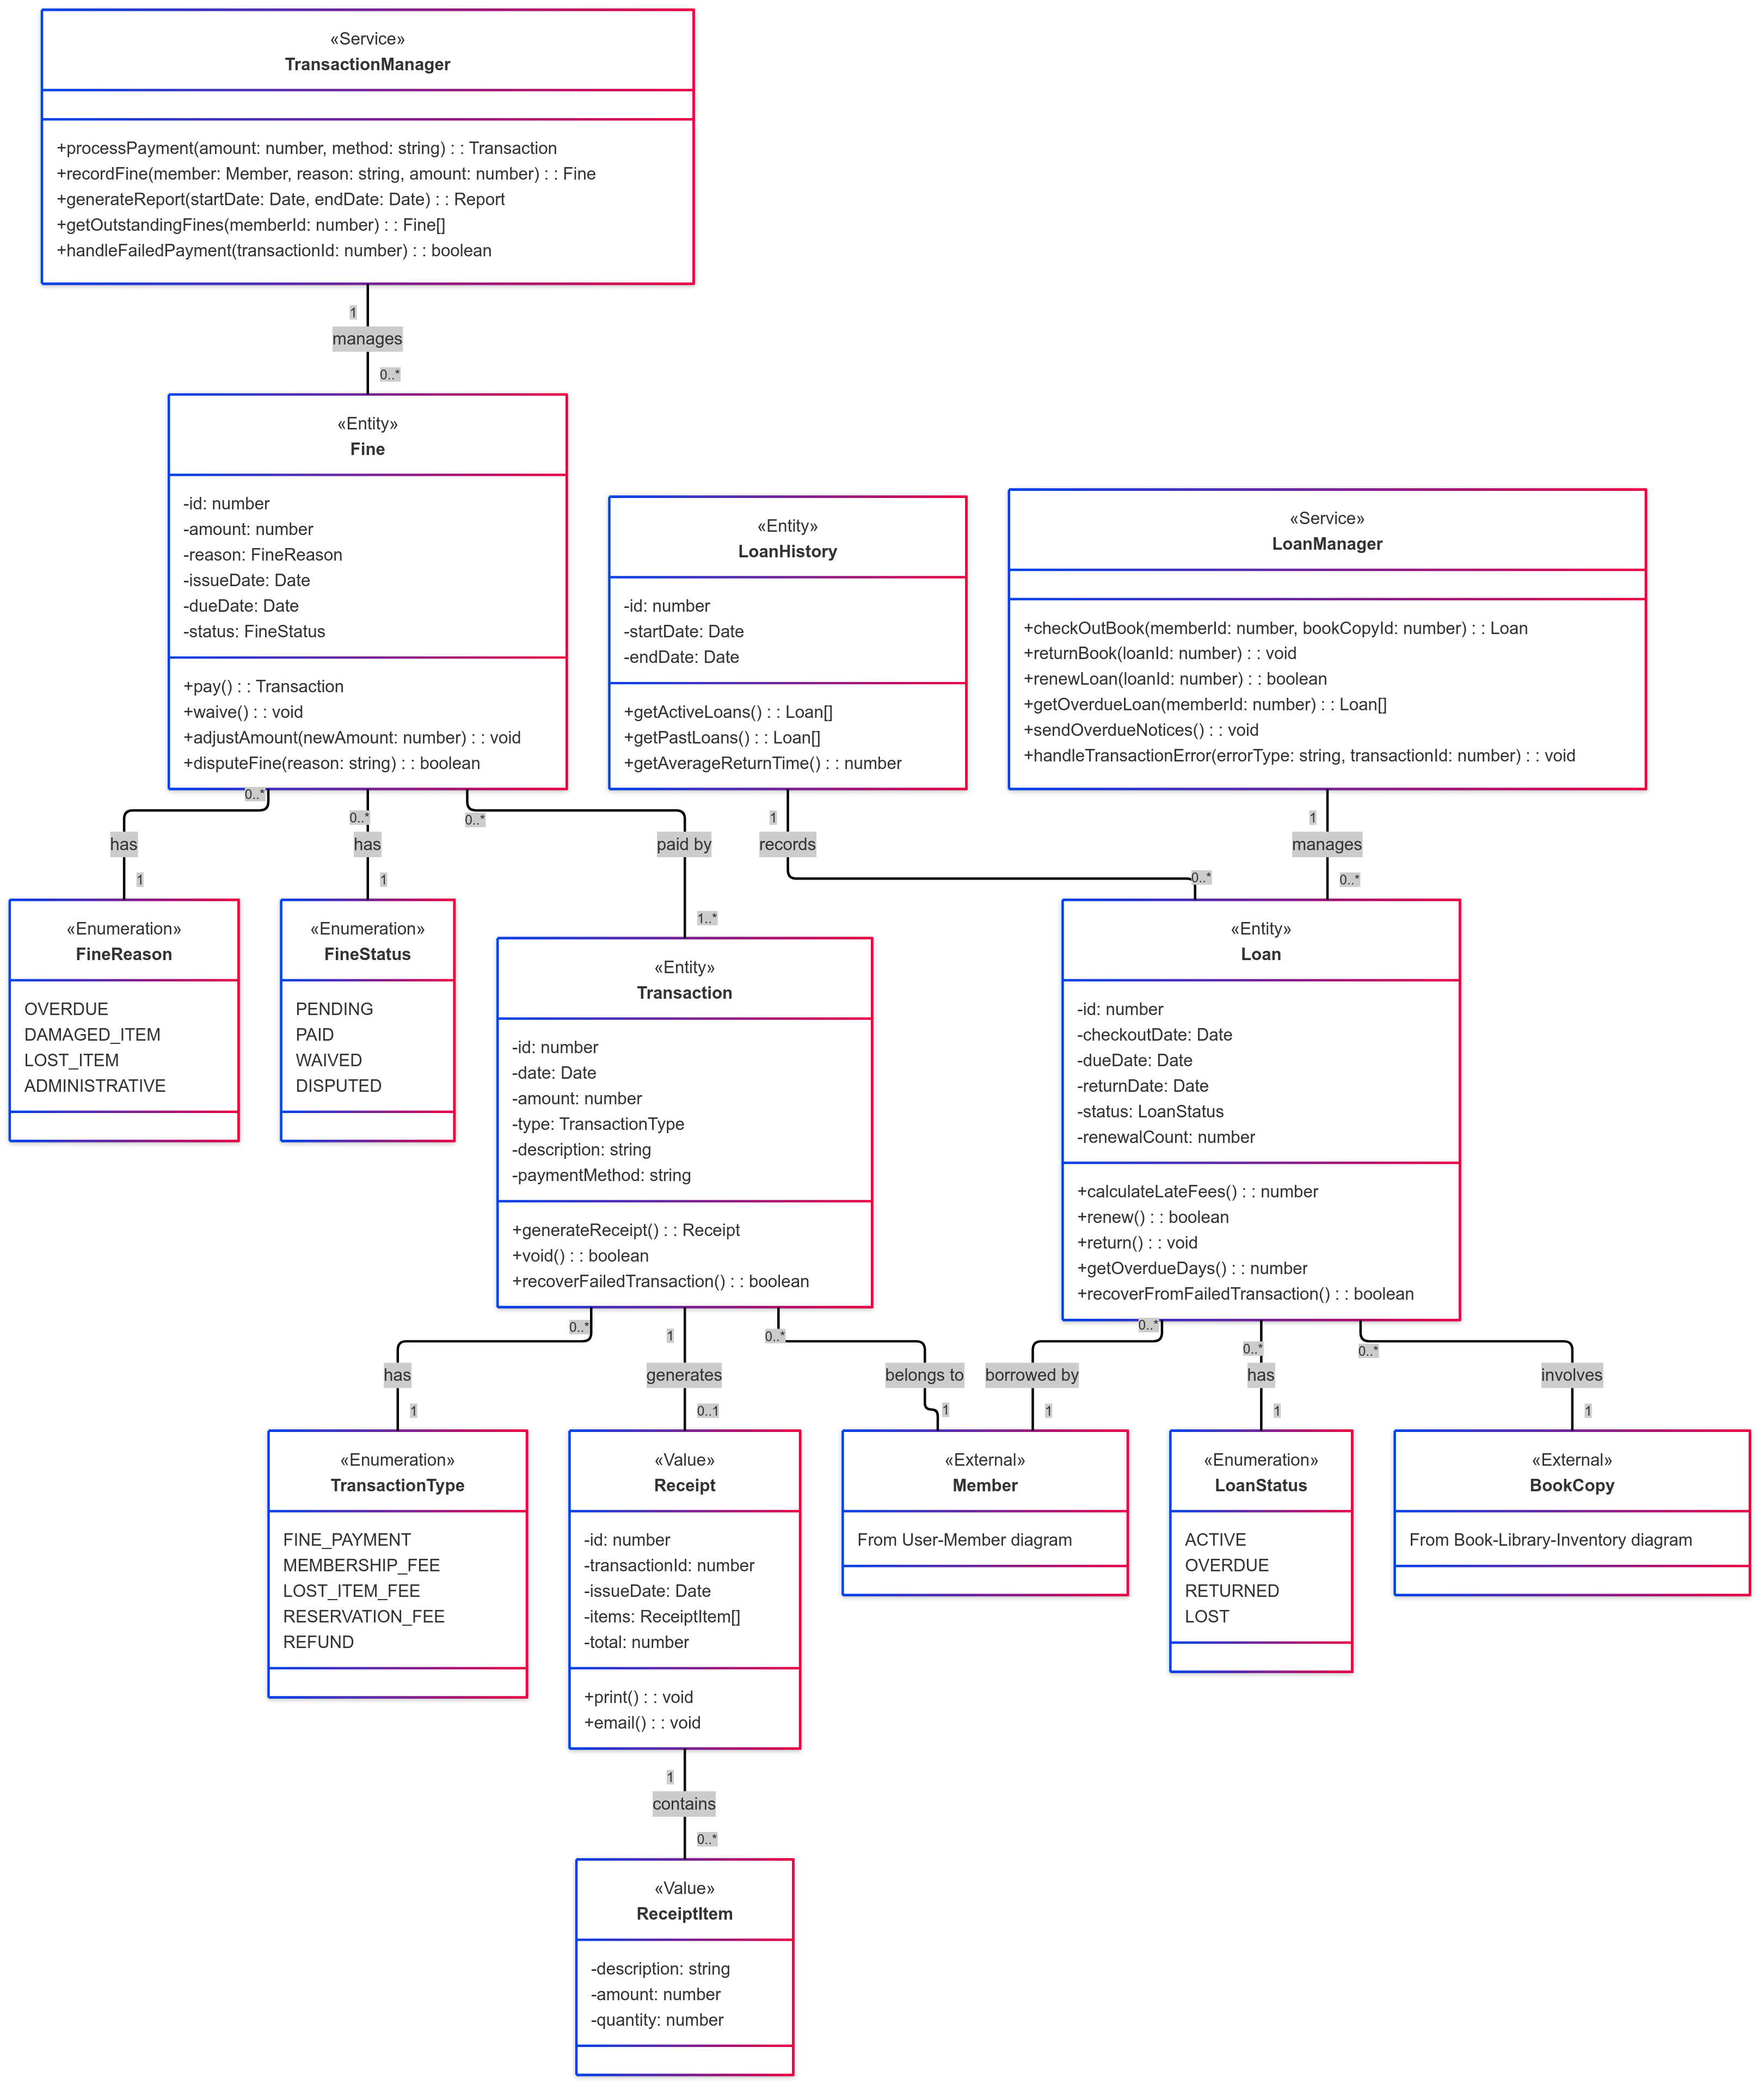 «Service»
TransactionManager
+processPayment(amount: number, method: string) : : Transaction
+recordFine(member: Member, reason: string, amount: number) : : Fine
+generateReport(startDate: Date, endDate: Date) : : Report
+getOutstandingFines(memberId: number) : : Fine[]
+handleFailedPayment(transactionId: number) : : boolean
1
manages
0..*
«Entity»
Fine
-id: number
-amount: number
-reason: FineReason
-issueDate: Date
-dueDate: Date
-status: FineStatus
+pay() : : Transaction
+waive() : : void
+adjustAmount(newAmount: number) : : void
+disputeFine(reason: string) : : boolean
«Entity»
LoanHistory
-id: number
-startDate: Date
-endDate: Date
+getActiveLoans() : : Loan[]
+getPastLoans() : : Loan[]
+getAverageReturnTime() : : number
«Service»
LoanManager
+checkOutBook(memberId: number, bookCopyId: number) : : Loan
+returnBook(loanId: number) : : void
+renewLoan(loanId: number) : : boolean
+getOverdueLoan(memberId: number) : : Loan[]
+sendOverdueNotices() : : void
+handleTransactionError(errorType: string, transactionId: number) : : void
0..*
has
1
0..*
has
1
0..*
paid by
1..*
1
records
0..*
1
manages
0..*
«Enumeration»
FineReason
OVERDUE
DAMAGED_ITEM
LOST_ITEM
ADMINISTRATIVE
«Enumeration»
FineStatus
PENDING
PAID
WAIVED
DISPUTED
«Entity»
Transaction
-id: number
-date: Date
-amount: number
-type: TransactionType
-description: string
-paymentMethod: string
+generateReceipt() : : Receipt
+void() : : boolean
+recoverFailedTransaction() : : boolean
«Entity»
Loan
-id: number
-checkoutDate: Date
-dueDate: Date
-returnDate: Date
-status: LoanStatus
-renewalCount: number
+calculateLateFees() : : number
+renew() : : boolean
+return() : : void
+getOverdueDays() : : number
+recoverFromFailedTransaction() : : boolean
0..*
has
1
1
generates
0..1
0..*
belongs to
1
0..*
borrowed by
1
0..*
has
1
0..*
involves
1
«Enumeration»
TransactionType
FINE_PAYMENT
MEMBERSHIP_FEE
LOST_ITEM_FEE
RESERVATION_FEE
REFUND
«Value»
Receipt
-id: number
-transactionId: number
-issueDate: Date
-items: ReceiptItem[]
-total: number
+print() : : void
+email() : : void
«External»
Member
From User-Member diagram
«Enumeration»
LoanStatus
ACTIVE
OVERDUE
RETURNED
LOST
«External»
BookCopy
From Book-Library-Inventory diagram
1
contains
0..*
«Value»
ReceiptItem
-description: string
-amount: number
-quantity: number